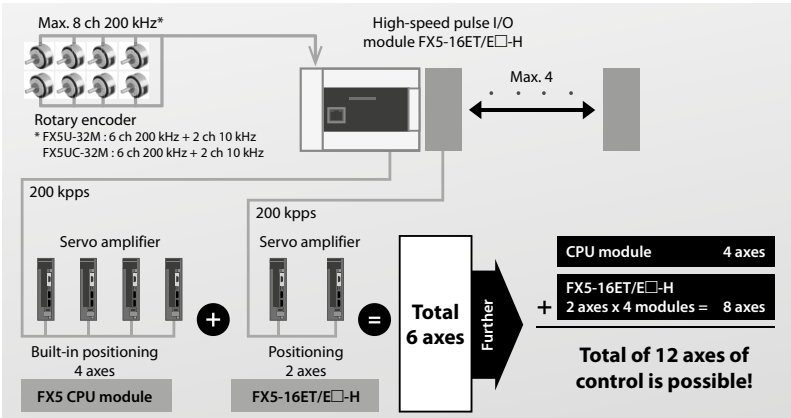 Max. 8 ch 200 kHz*
High-speed pulse I/O
module FX5-16ET/E□-H
Max. 4
Rotary encoder
* FX5U-32M : 6 ch 200 kHz + 2 ch 10 kHz
FX5UC-32M : 6 ch 200 kHz + 2 ch 10 kHz
200 kpps
200 kpps
Servo amplifier
Servo amplifier
+
=
Built-in positioning
4 axes
FX5 CPU module
Positioning
2 axes
FX5-16ET/E□-H
Total
6 axes
Further
CPU module 4 axes
+
FX5-16ET/E□-H
2 axes x 4 modules = 8 axes
Total of 12 axes of
control is possible!